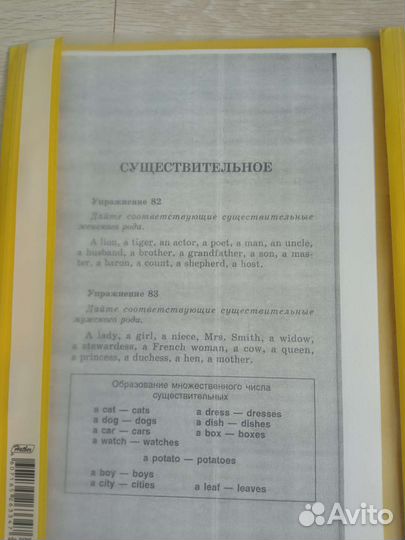 СУЩЕСТВИТЕЛЬНОЕ
Упражнение 82
Дайте соответствующие существительные
женского рода.
A lion, a tiger, an actor, a poet, a man, an uncle,
a husband, a brother, a grandfather, a son, a mas-
ter, a baron, a count, a shepherd, a host.
Упражнение 83
Дайте соответствующие существительные
мужского рода.
A lady, a girl, a niece, Mrs. Smith, a widow,
a stewardess, a French woman, a cow, a queen,
a princess, a duchess, a hen, a mother.
Образование множественного числа
существительных
a cat — cats a dress — dresses
a dog — dogs a dish — dishes
a car — cars a box — boxes
a watch — watches
a potato — potatoes
a boy — boys
a city — cities a leaf — leaves
Hatber
Avito